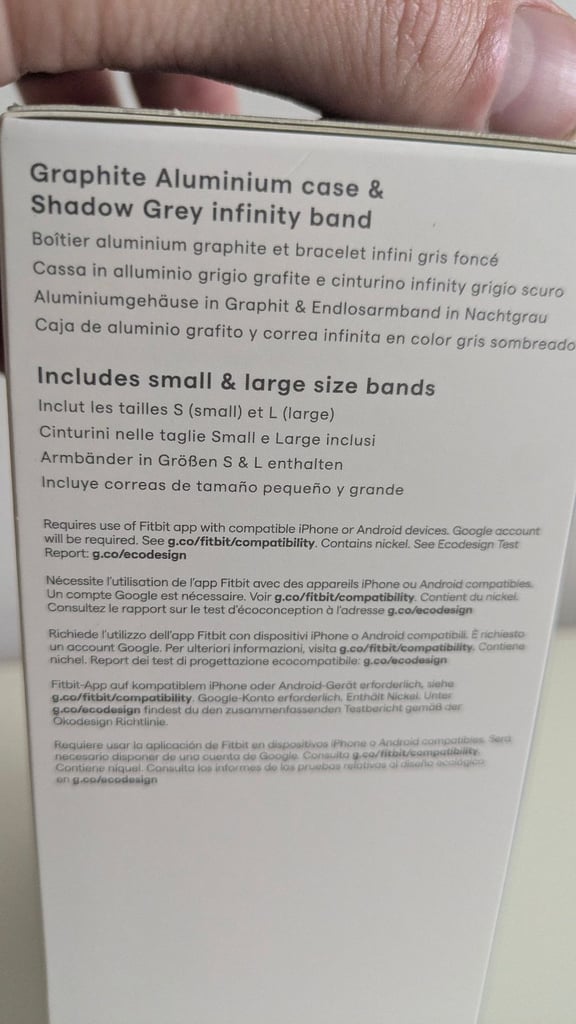 Graphite Aluminium case &
Shadow Grey infinity band
Boîtier aluminium graphite et bracelet infini gris foncé
Cassa in alluminio grigio grafite e cinturino infinity grigio scuro
Aluminiumgehäuse in Graphit & Endlosarmband in Nachtgrau
Caja de aluminio grafito y correa infinita en color gris sombreado
Includes small & large size bands
Inclut les tailles S (small) et L (large)
Cinturini nelle taglie Small e Large inclusi
Armbänder in Größen S & L enthalten
Incluye correas de tamaño pequeño y grande
Requires use of Fitbit app with compatible iPhone or Android devices. Google account
will be required. See g.co/fitbit/compatibility. Contains nickel. See Ecodesign Test
Report: g.co/ecodesign
Nécessite l'utilisation de l'app Fitbit avec des appareils iPhone ou Android compatibles.
Un compte Google est nécessaire. Voir g.co/fitbit/compatibility. Contient du nickel.
Consultez le rapport sur le test d'écoconception à l'adresse g.co/ecodesign
Richiede l'utilizzo dell'app Fitbit con dispositivi iPhone o Android compatibili. È richiesto
un account Google. Per ulteriori informazioni, visita g.co/fitbit/compatibility. Contiene
nichel. Report dei test di progettazione ecocompatibile: g.co/ecodesign
Fitbit-App auf kompatiblem iPhone oder Android-Gerät erforderlich, siehe
g.co/fitbit/compatibility. Google-Konto erforderlich. Enthält Nickel. Unter
g.co/ecodesign findest du den zusammenfassenden Testbericht gemäß der
Ökodesign Richtlinie.
Requiere usar la aplicación de Fitbit en dispositivos iPhone o Android compatibles. Será
necesario disponer de una cuenta de Google. Consulta g.co/fitbit/compatibility.
Contiene níquel. Consulta los informes de las pruebas relativas al diseño ecológico
en g.co/ecodesign